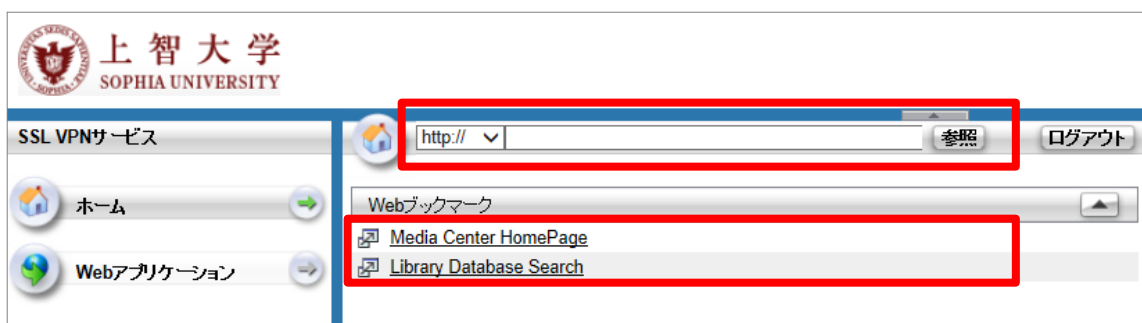 上智大学
SOPHIA UNIVERSITY
SSL VPNサービス
http://
参照
ログアウト
ホーム
Webブックマーク
Media Center HomePage
Webアプリケーション
Library Database Search